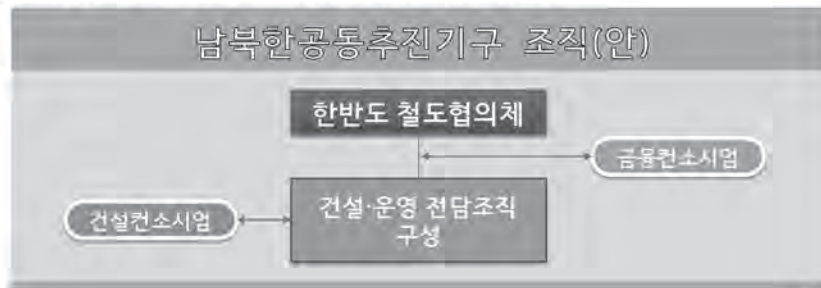 남북한공동추진기구 조직(안)
한반도 철도협의체
금융컨소시엄
건설컨소시엄
건설·운영 전담조직
구성